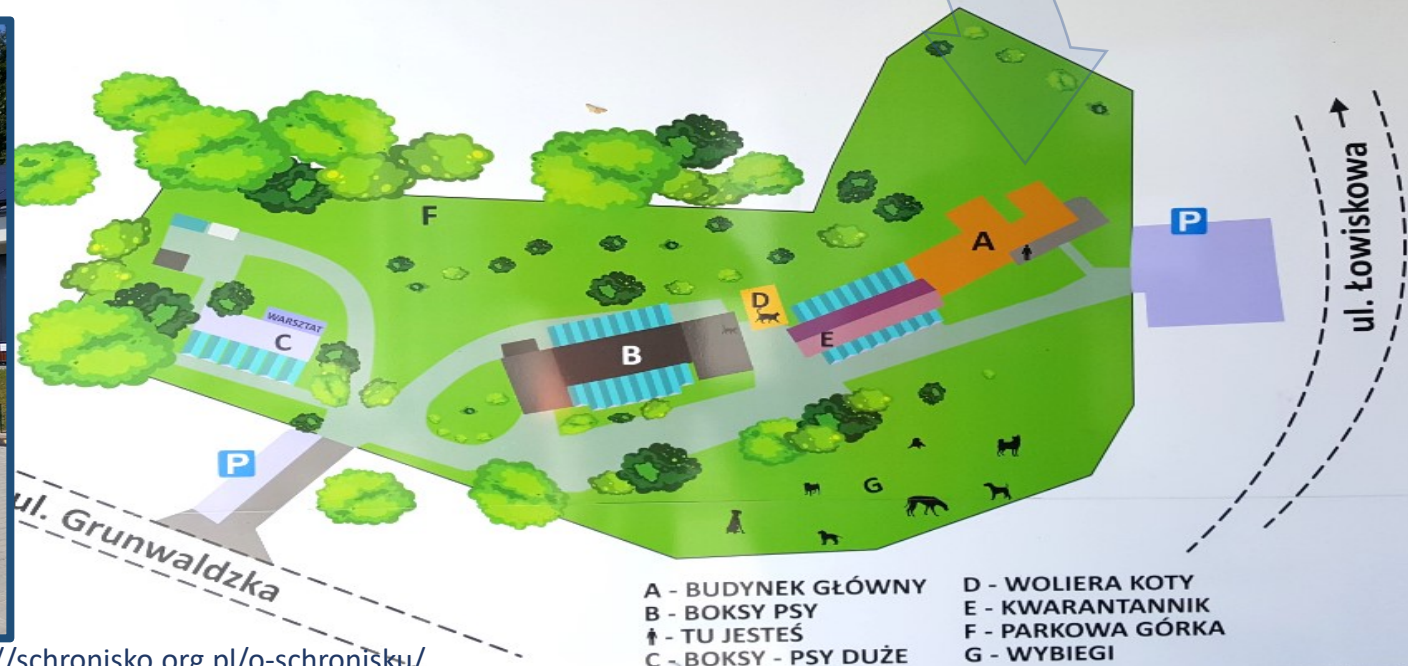 F
A
P
ul. Łowiskowa
D
WARSZTAT
C
B
E
P
G
ul. Grunwaldzka
A - BUDYNEK GŁÓWNY
B - BOKSY PSY
- TU JESTEŚ
C - BOKSY - PSY DUŻE
D - WOLIERA KOTY
E - KWARANTANNIK
F - PARKOWA GÓRKA
G - WYBIEGI
//schronisko.org.pl/o-schronisku/